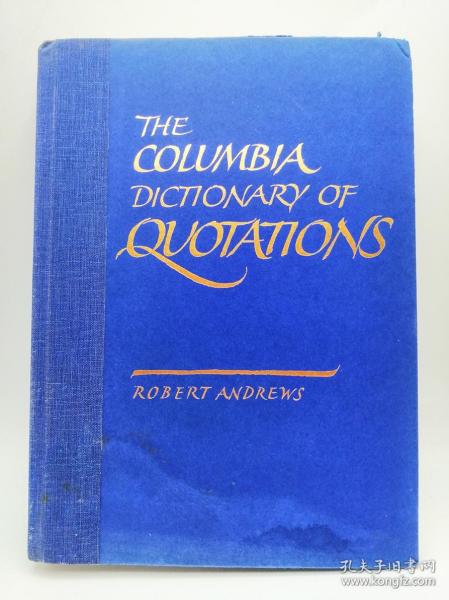 THE
COLUMBIA
DICTIONARY OF
QUOTATIONS
ROBERT ANDREWS
孔夫子旧书网
www.kongfz.com